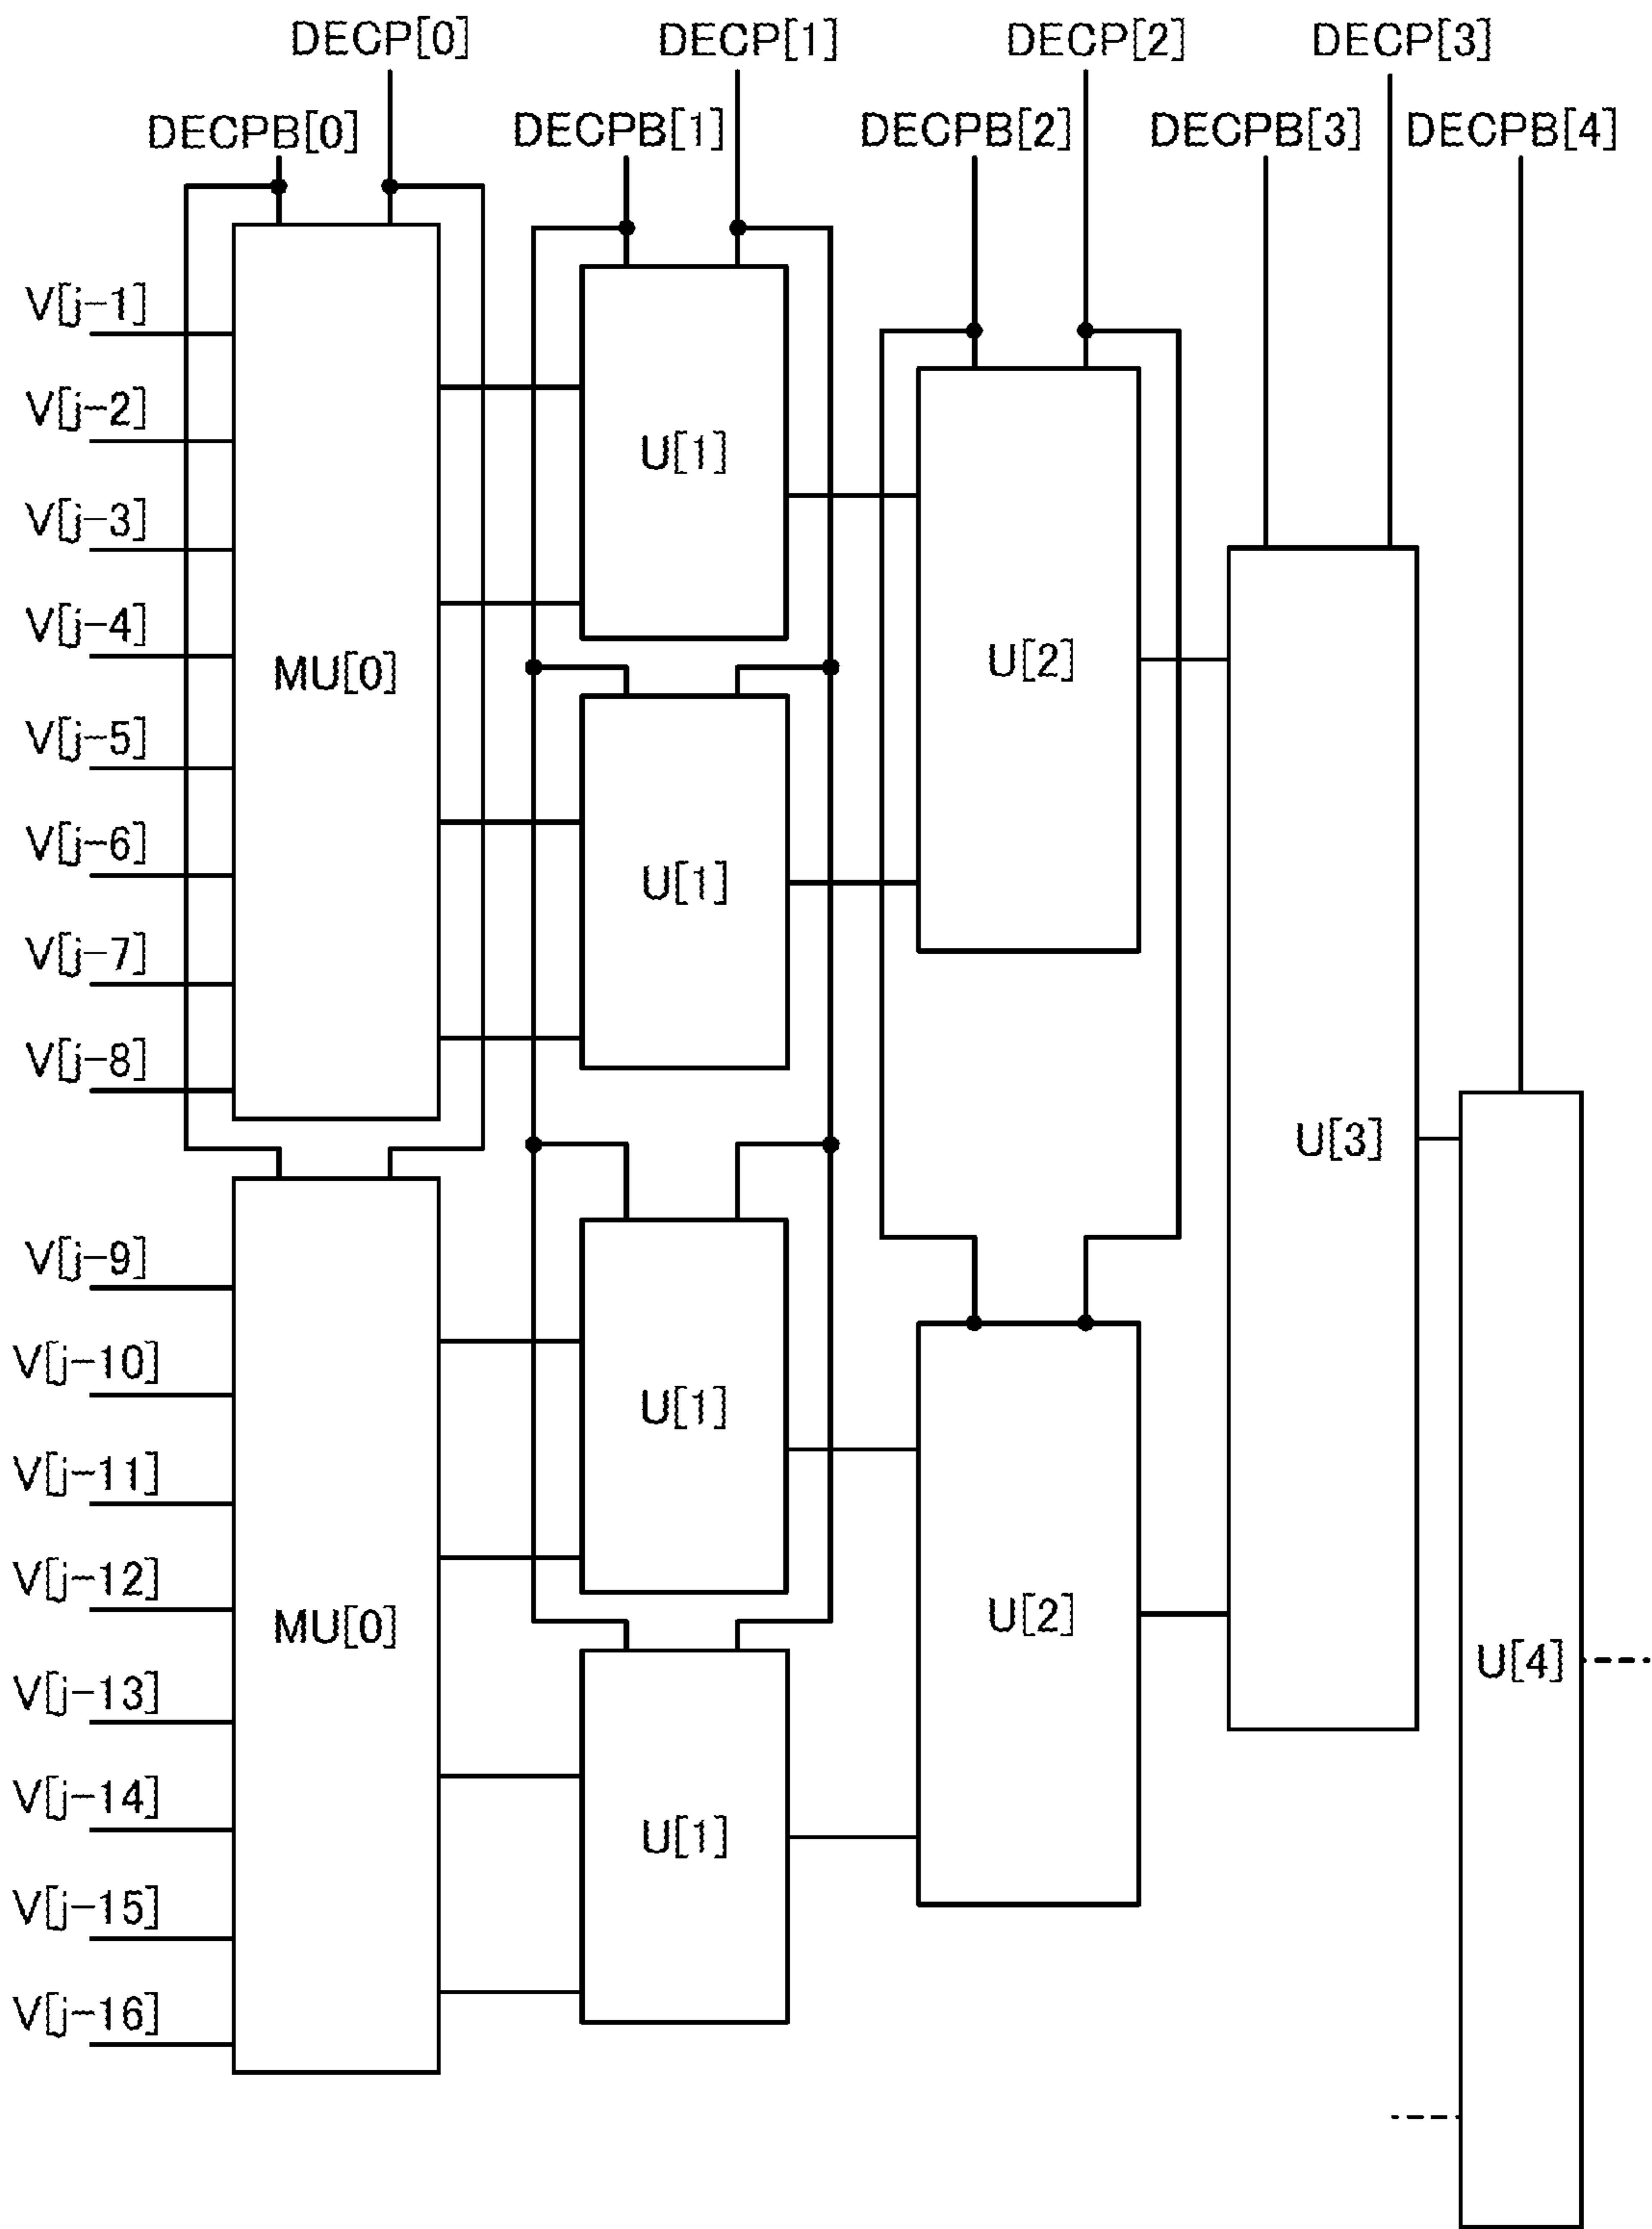 DECP[0] DECP[1] DECP[2] DECP[3]
DECPB[0] DECPB[1] DECPB[2] DECPB[3] DECPB[4]
V[j-1]
V[j-2]
U[1]
V[j-3]
V[j-4]
MU[0] U[2]
V[j-5]
V[j-6]
U[1]
V[j-7]
V[j-8]
U[3]
V[j-9]
V[j-10]
U[1]
V[j-11]
V[j-12]
MU[0] U[2]
U[4]
V[j-13]
V[j-14]
U[1]
V[j-15]
V[j-16]